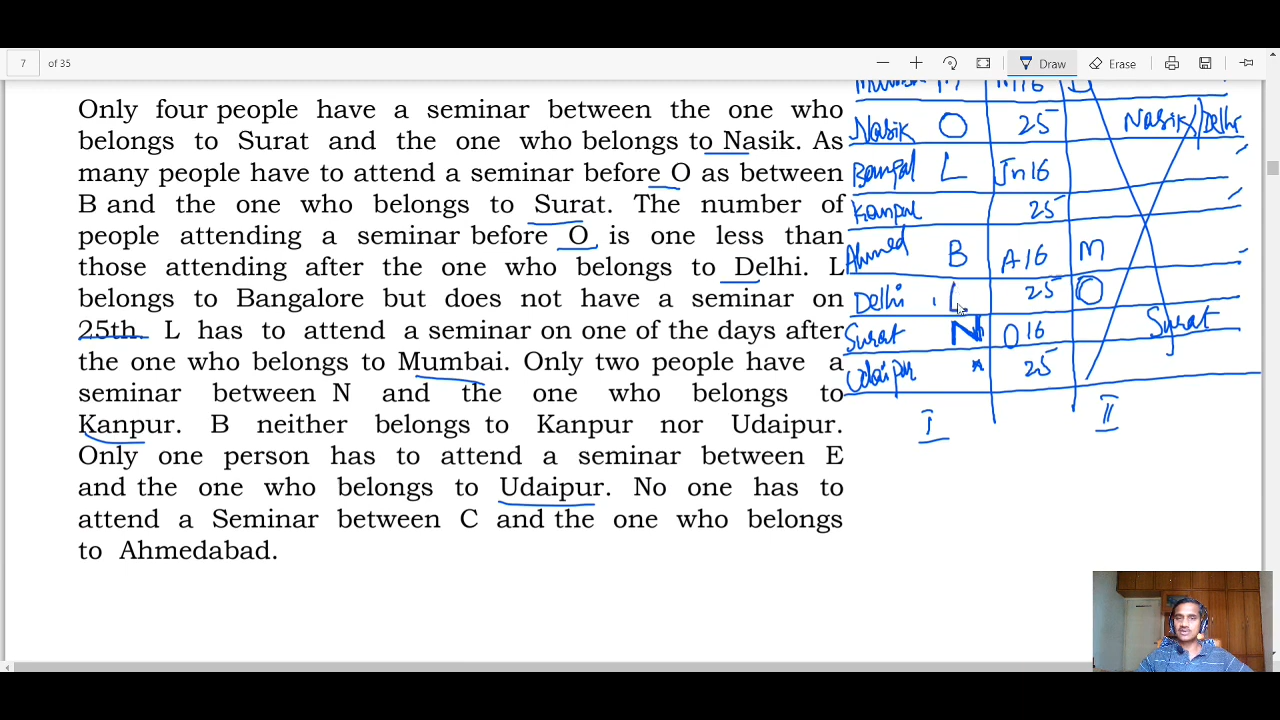 7 of 35
Draw Erase
Only four people have a seminar between the one who
belongs to Surat and the one who belongs to Nasik. As
many people have to attend a seminar before O as between
B and the one who belongs to Surat. The number of
people attending a seminar before O is one less than
those attending after the one who belongs to Delhi. L
belongs to Bangalore but does not have a seminar on
25th. L has to attend a seminar on one of the days after
the one who belongs to Mumbai. Only two people have a
seminar between N and the one who belongs to
Kanpur. B neither belongs to Kanpur nor Udaipur.
Only one person has to attend a seminar between E
and the one who belongs to Udaipur. No one has to
attend a Seminar between C and the one who belongs
to Ahmedabad.
Nasik O 25 Nasik/Delhi
L Jn 16
Kanpur 25
Ahmed B A 16 M
Delhi L 25 O
Surat N O 16 Surat
Udaipur 25
I II